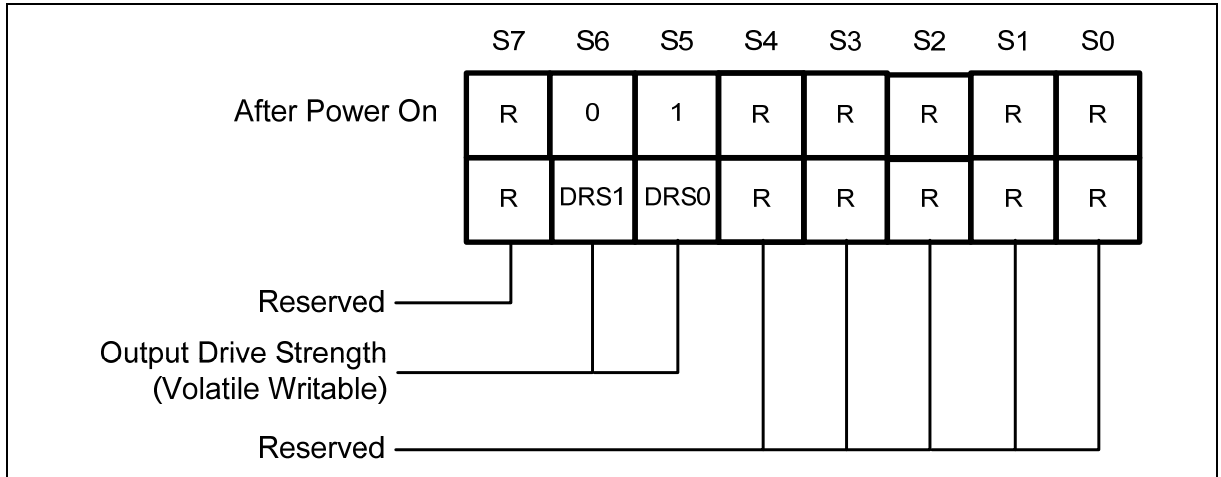 S7 S6 S5 S4 S3 S2 S1 S0
After Power On R 0 1 R R R R R
R DRS1 DRS0 R R R R R
Reserved
Output Drive Strength
(Volatile Writable)
Reserved